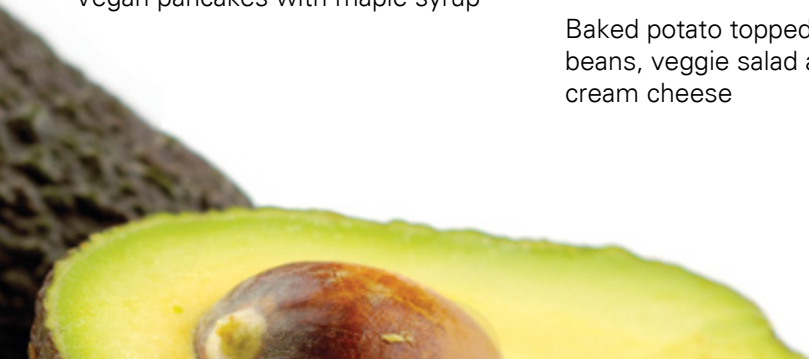 vegan pancakes with maple syrup
Baked potato topped
beans, veggie salad
cream cheese